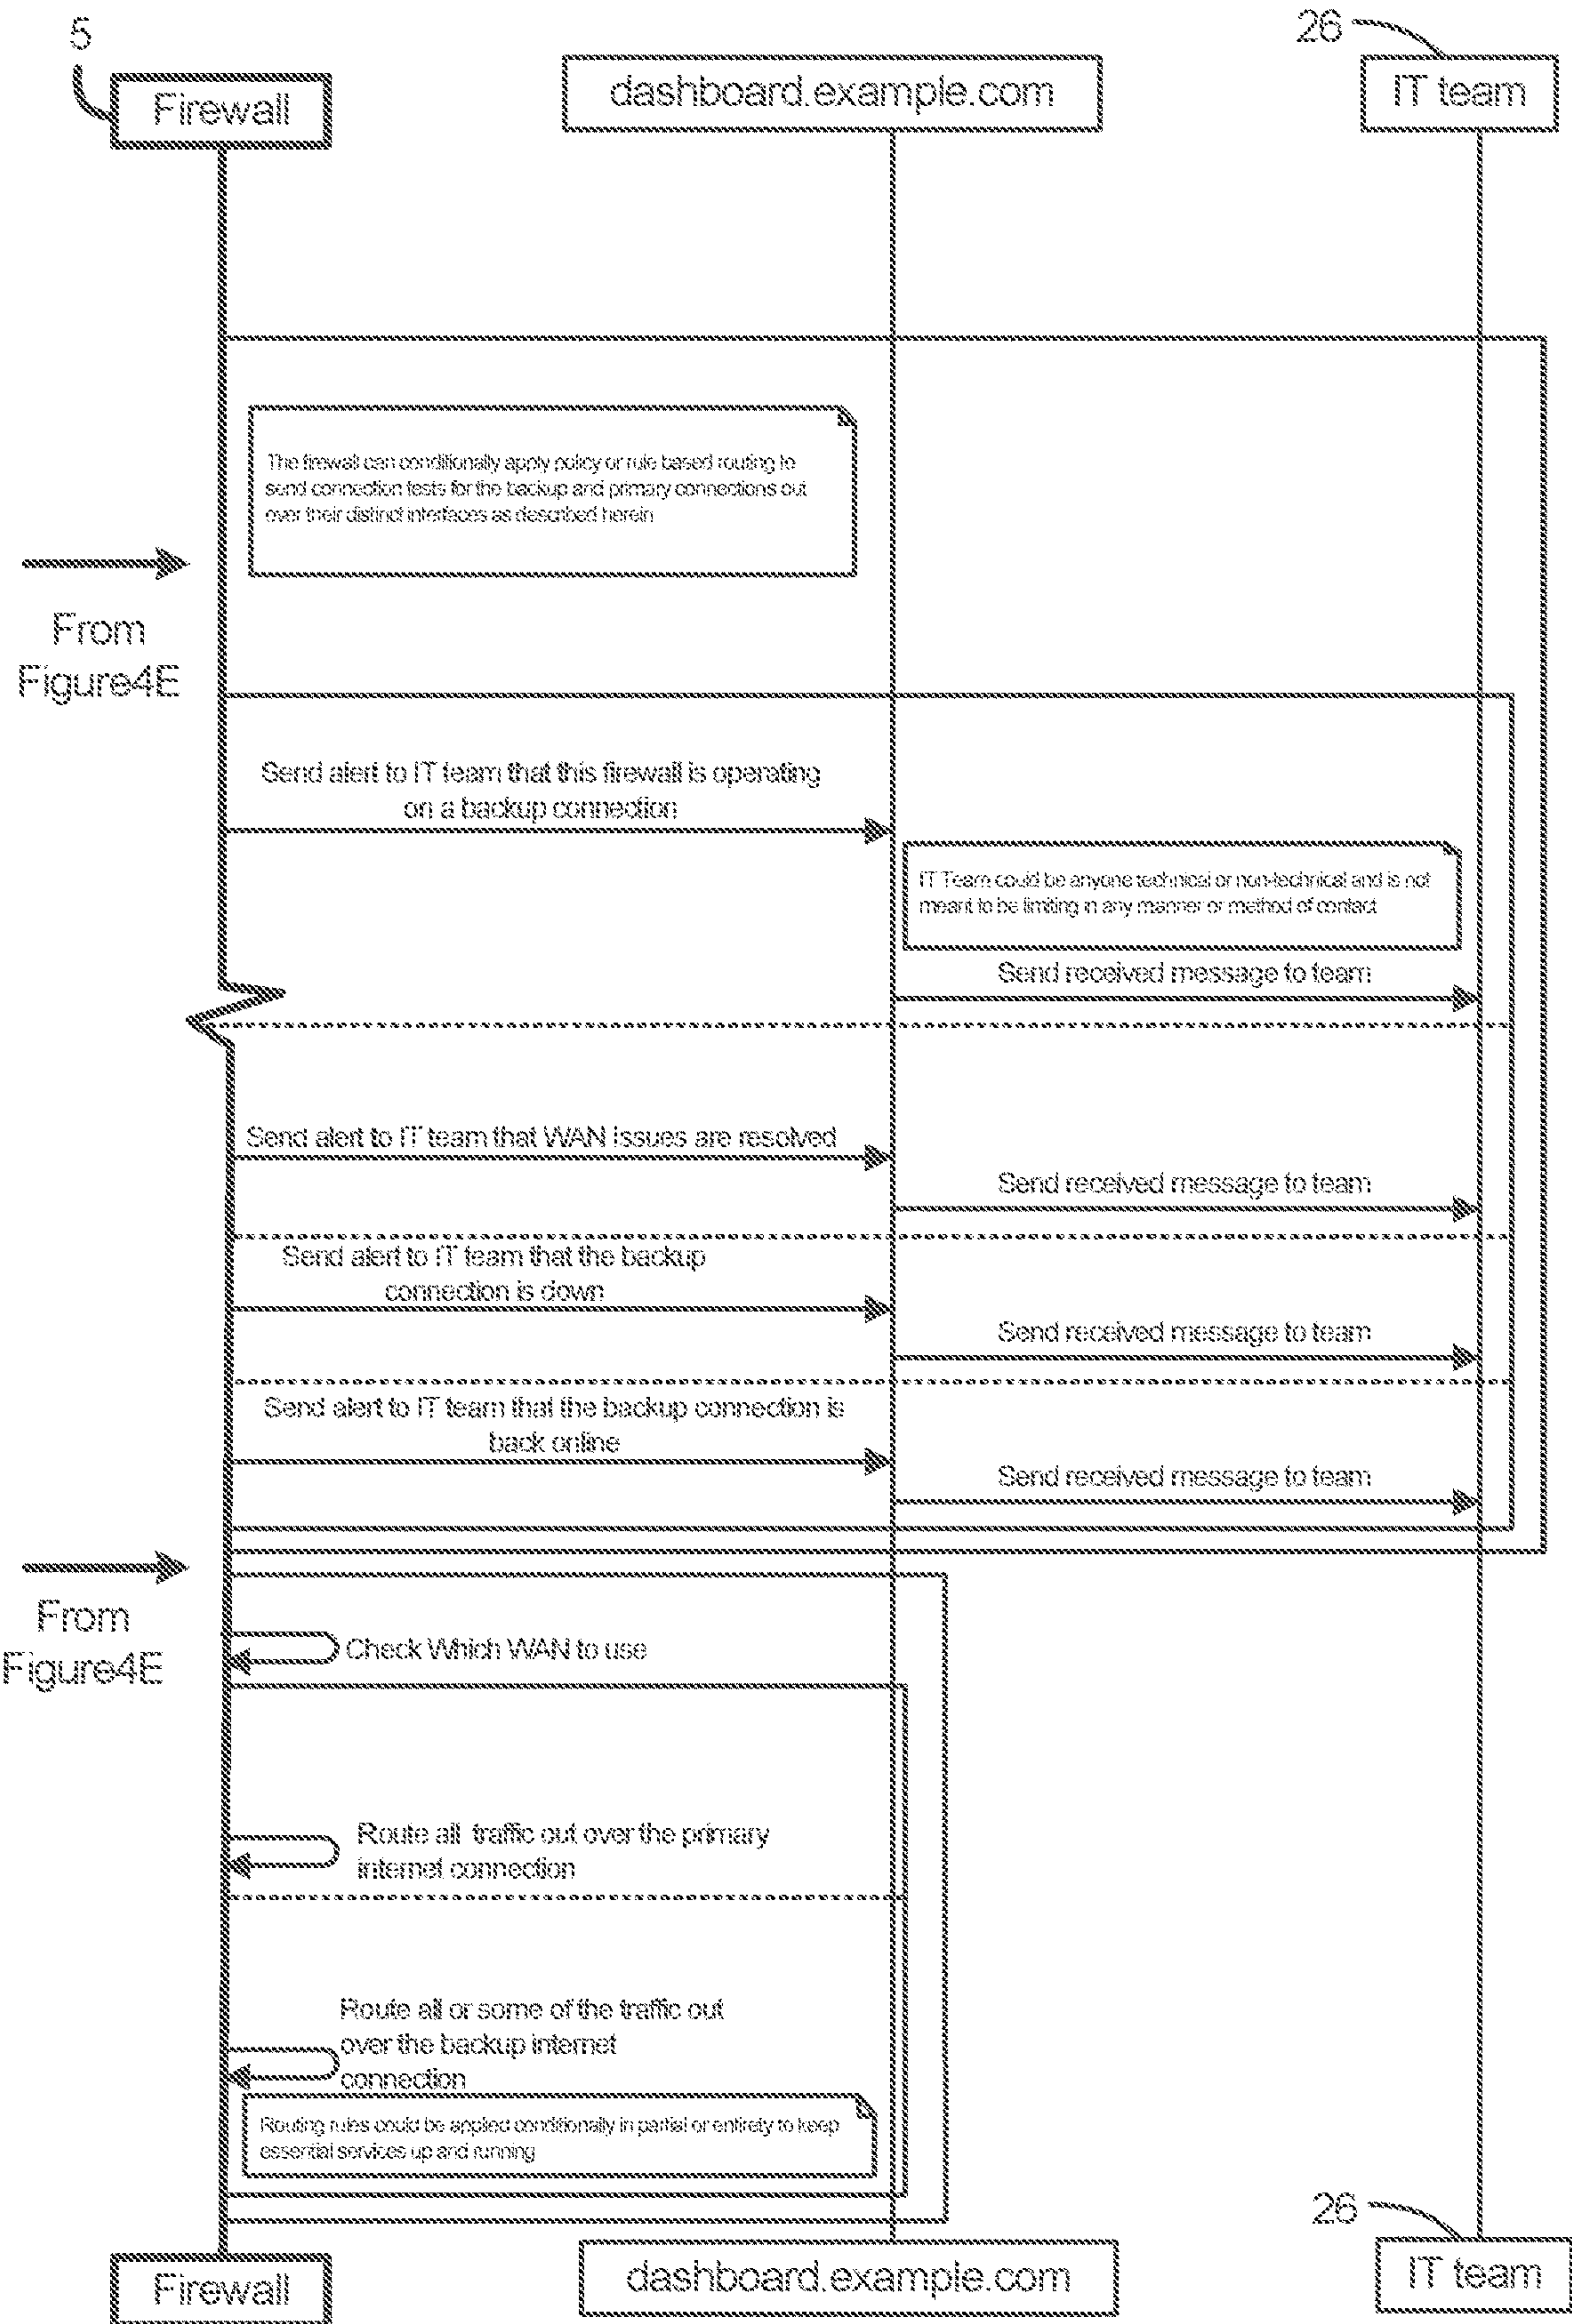 5
26
Firewall
dashboard.example.com
IT team
The firewall can conditionally apply policy or rule based routing to
send connection tests for the backup and primary connections out
over their distinct interfaces as described herein
From
Figure4E
Send alert to IT team that this firewall is operating
on a backup connection
IT Team could be anyone technical or non-technical and is not
meant to be limiting in any manner or method of contact
Send received message to team
Send alert to IT team that WAN issues are resolved
Send received message to team
Send alert to IT team that the backup
connection is down
Send received message to team
Send alert to IT team that the backup connection is
back online
Send received message to team
From
Figure4E
Check Which WAN to use
Route all traffic out over the primary
internet connection
Route all or some of the traffic out
over the backup internet
connection
Routing rules could be applied conditionally in partial or entirety to keep
essential services up and running
26
Firewall
dashboard.example.com
IT team